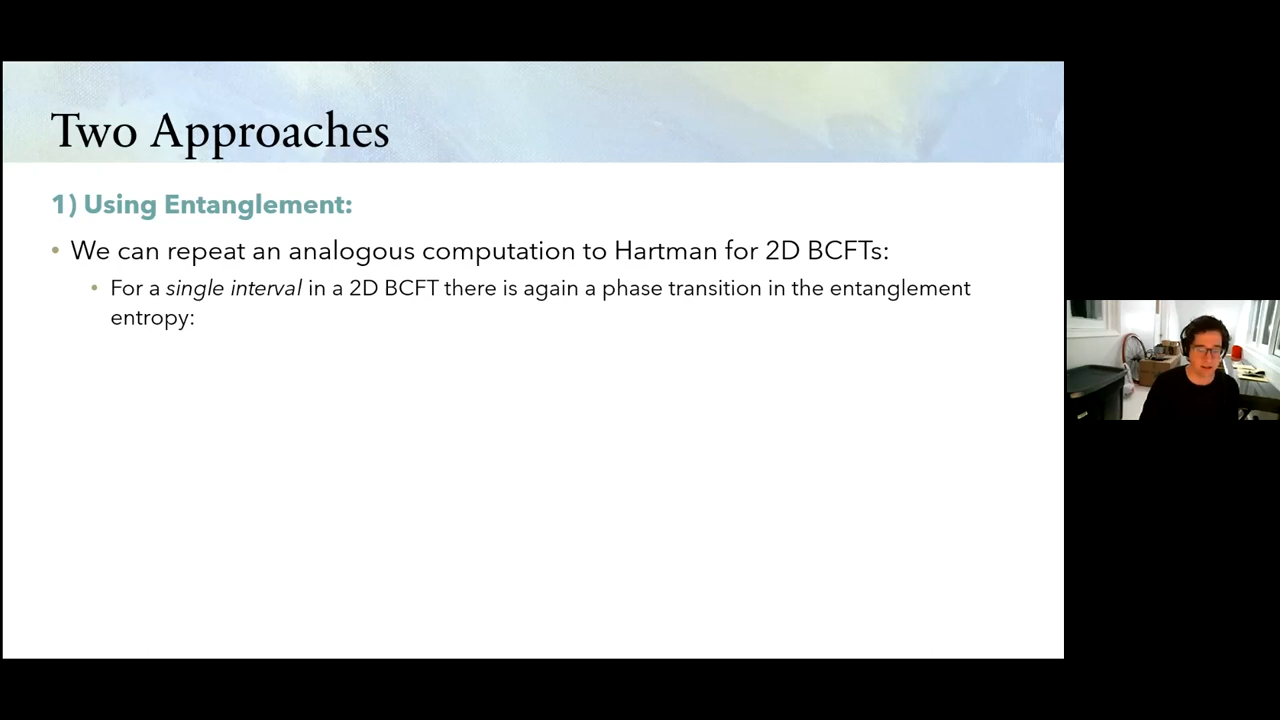 Two Approaches
1) Using Entanglement:
• We can repeat an analogous computation to Hartman for 2D BCFTs:
• For a single interval in a 2D BCFT there is again a phase transition in the entanglement
entropy: